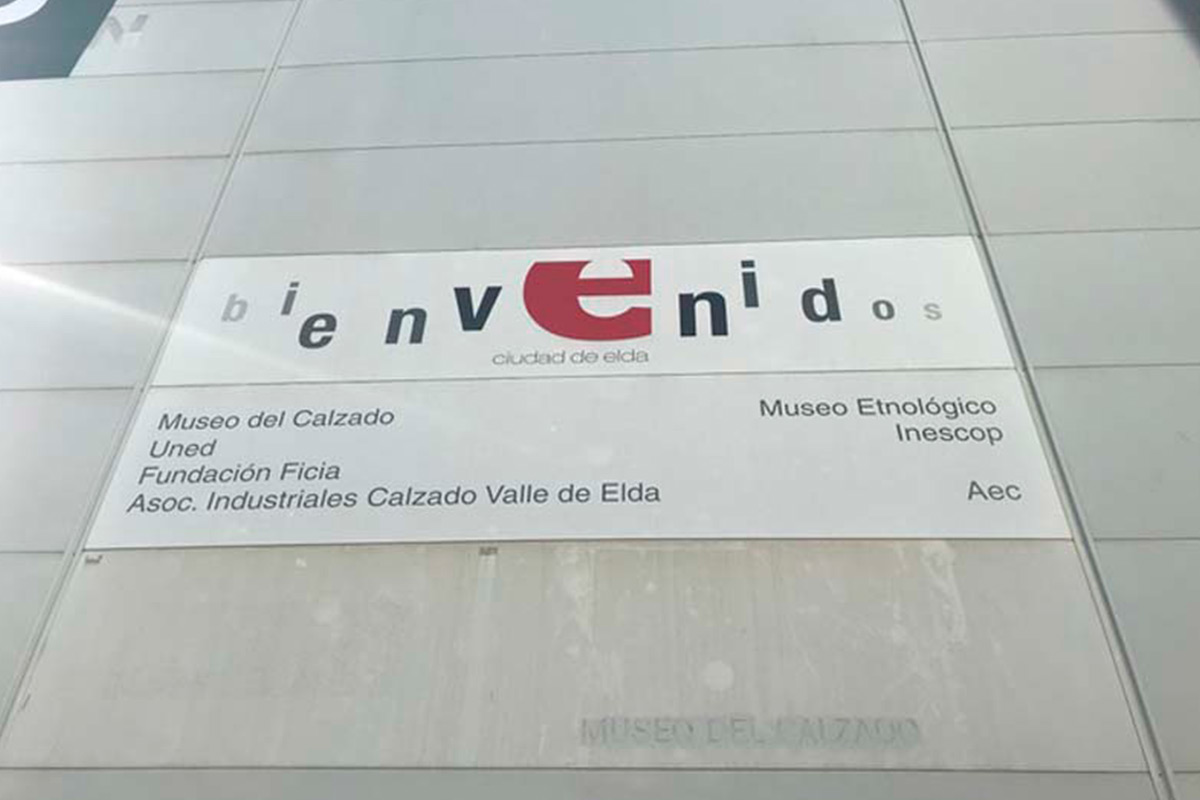 bienvenidos
ciudad de elda
Museo del Calzado
Uned
Fundación Ficia
Asoc. Industriales Calzado Valle de Elda
Museo Etnológico
Inescop
Aec
MUSEO DEL CALZADO